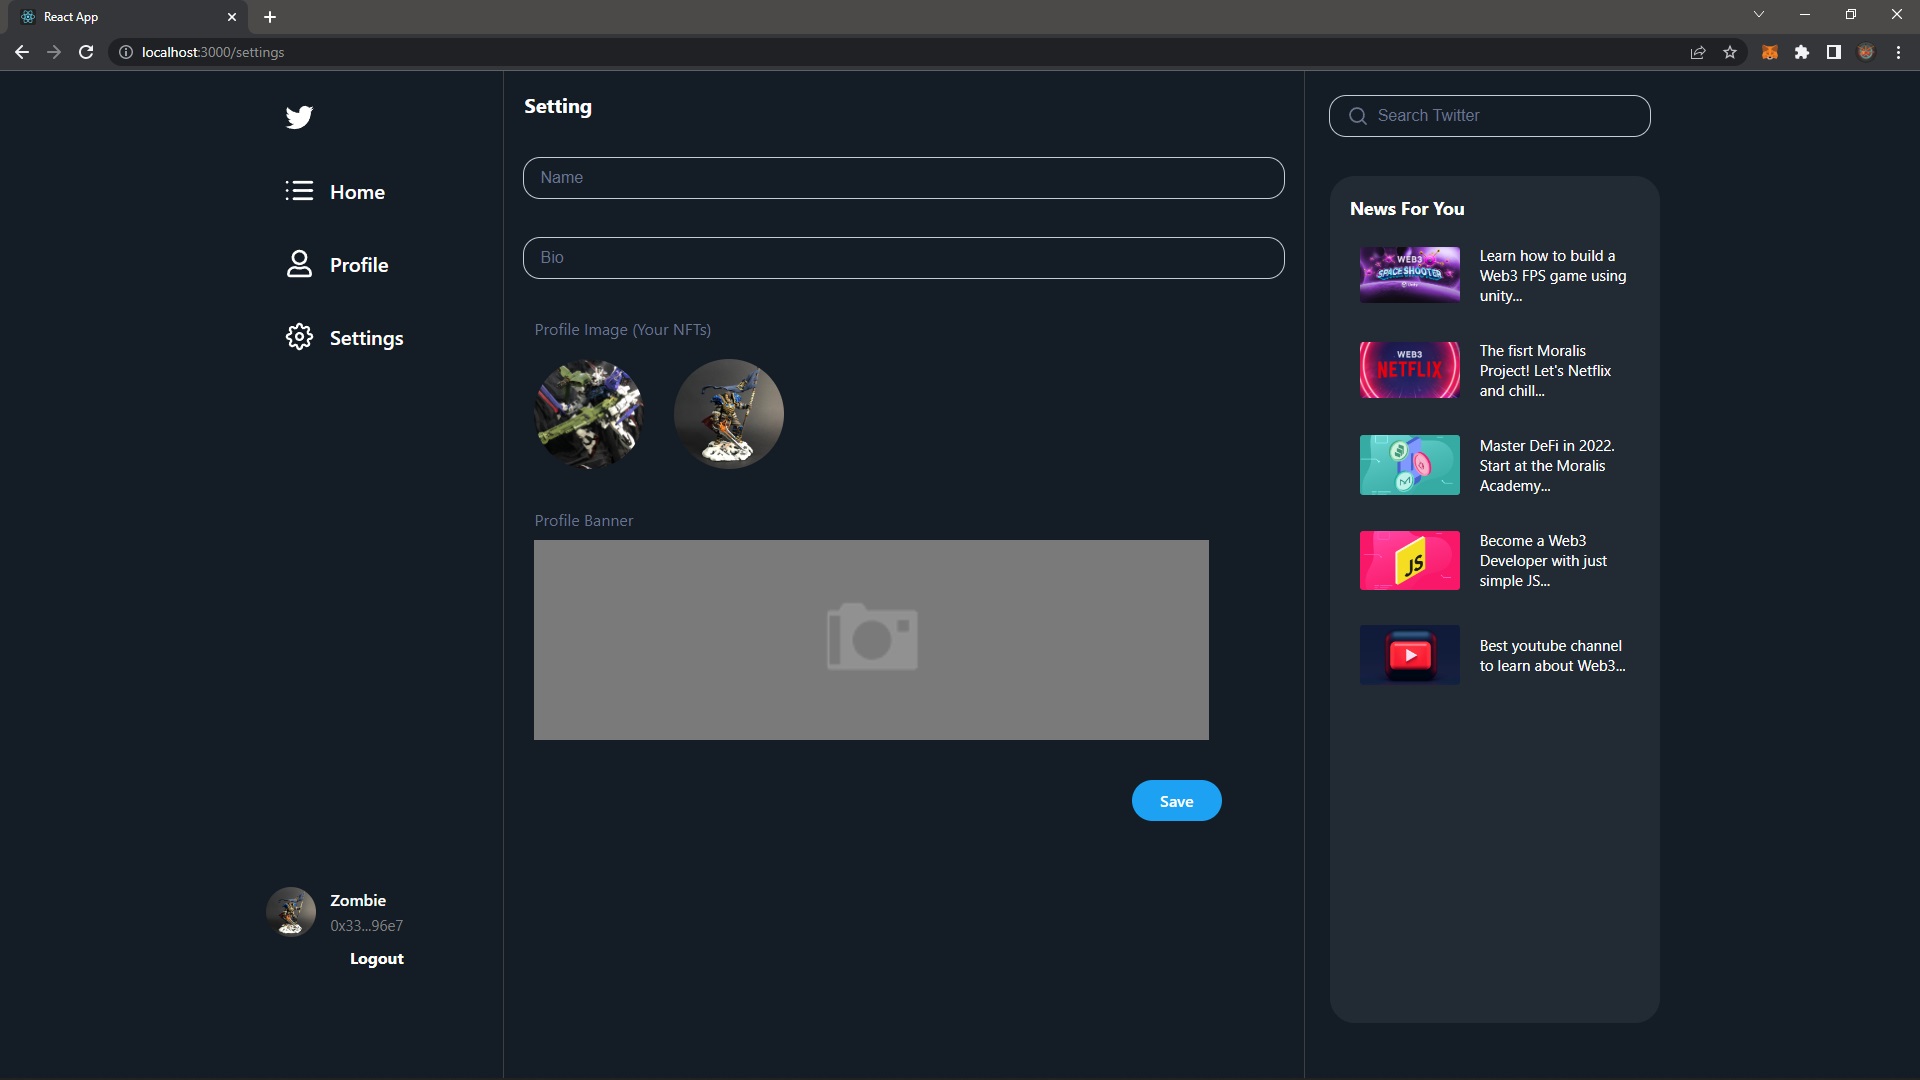 React App
localhost:3000/settings
Home
Profile
Settings
Zombie
0x33...96e7
Logout
Setting
Name
Bio
Profile Image (Your NFTs)
Profile Banner
Save
Search Twitter
News For You
WEB3
SPACE SHOOTER
Learn how to build a
Web3 FPS game using
unity...
WEB3
NETFLIX
The fisrt Moralis
Project! Let's Netflix
and chill...
Master DeFi in 2022.
Start at the Moralis
Academy...
JS
Become a Web3
Developer with just
simple JS...
Best youtube channel
to learn about Web3...